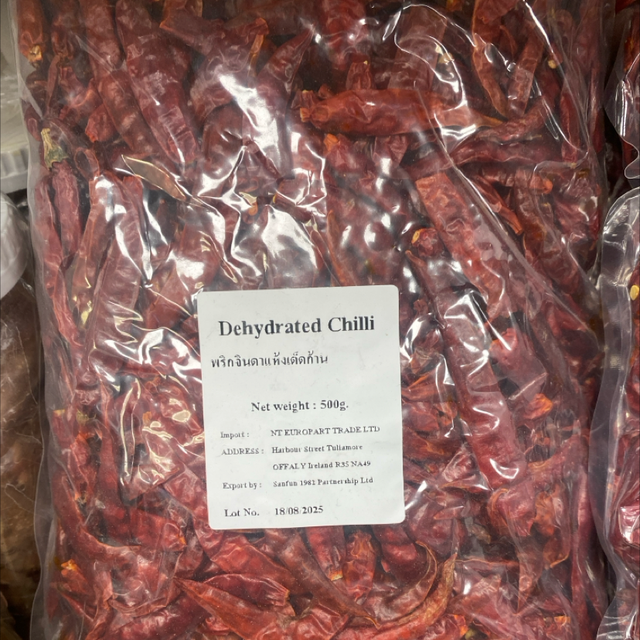 Dehydrated Chilli
พริกจินดาแห้งเด็ดก้าน
Net weight : 500g.
Import : NT EUROPART TRADE LTD
ADDRESS : Harbour Street Tullamore
OFFALY Ireland R35 NA49
Export by : Sanfun 1982 Partnership Ltd
Lot No. 18/08/2025